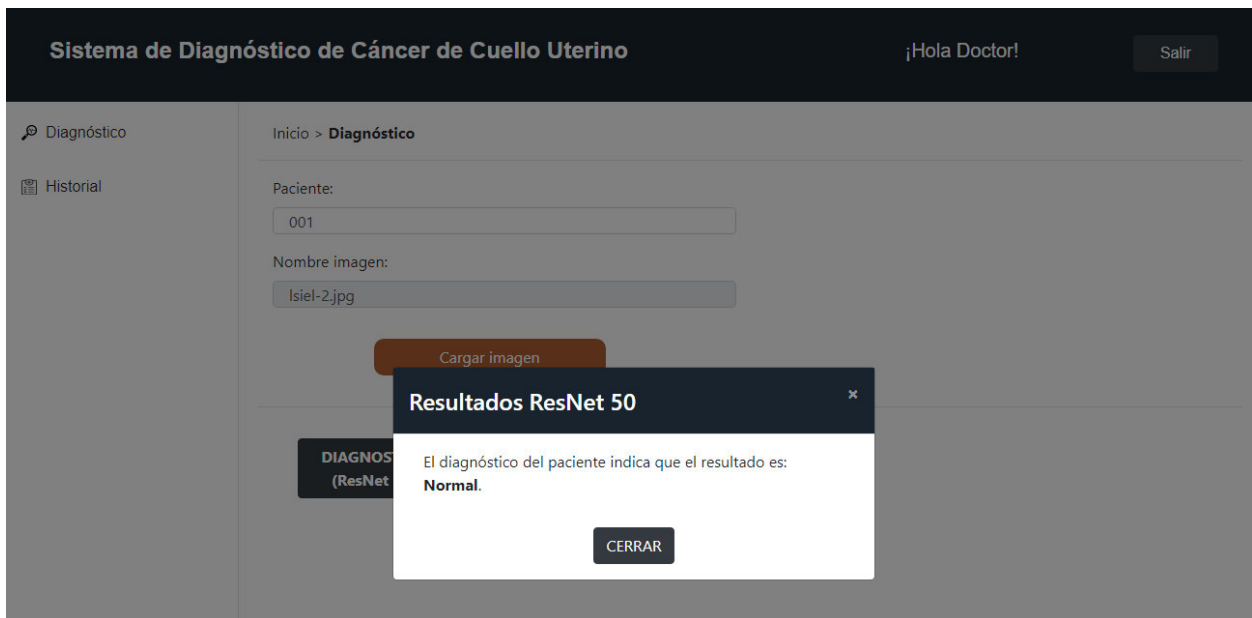 Sistema de Diagnóstico de Cáncer de Cuello Uterino
¡Hola Doctor!
Salir
Diagnóstico
Historial
Inicio > Diagnóstico
Paciente:
001
Nombre imagen:
lsiel-2.jpg
Cargar imagen
DIAGNOST
(ResNet
Resultados ResNet 50
×
El diagnóstico del paciente indica que el resultado es:
Normal.
CERRAR